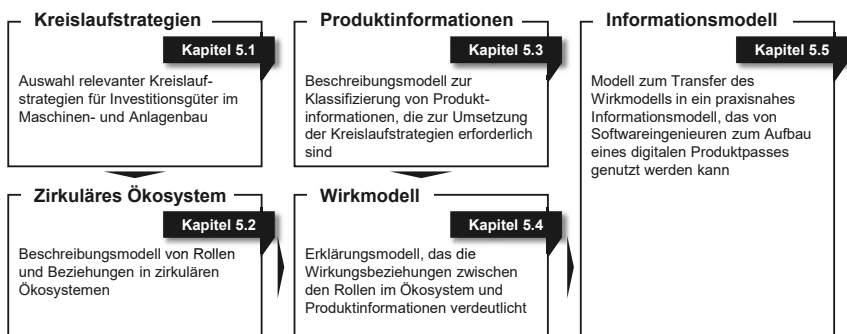 Kreislaufstrategien
Kapitel 5.1
Auswahl relevanter Kreislauf-
strategien für Investitionsgüter im
Maschinen- und Anlagenbau
Zirkuläres Ökosystem
Kapitel 5.2
Beschreibungsmodell von Rollen
und Beziehungen in zirkulären
Ökosystemen
Produktinformationen
Kapitel 5.3
Beschreibungsmodell zur
Klassifizierung von Produkt-
informationen, die zur Umsetzung
der Kreislaufstrategien erforderlich
sind
Wirkmodell
Kapitel 5.4
Erklärungsmodell, das die
Wirkungsbeziehungen zwischen
den Rollen im Ökosystem und
Produktinformationen verdeutlicht
Informationsmodell
Kapitel 5.5
Modell zum Transfer des
Wirkmodells in ein praxisnahes
Informationsmodell, das von
Softwareingenieuren zum Aufbau
eines digitalen Produktpasses
genutzt werden kann